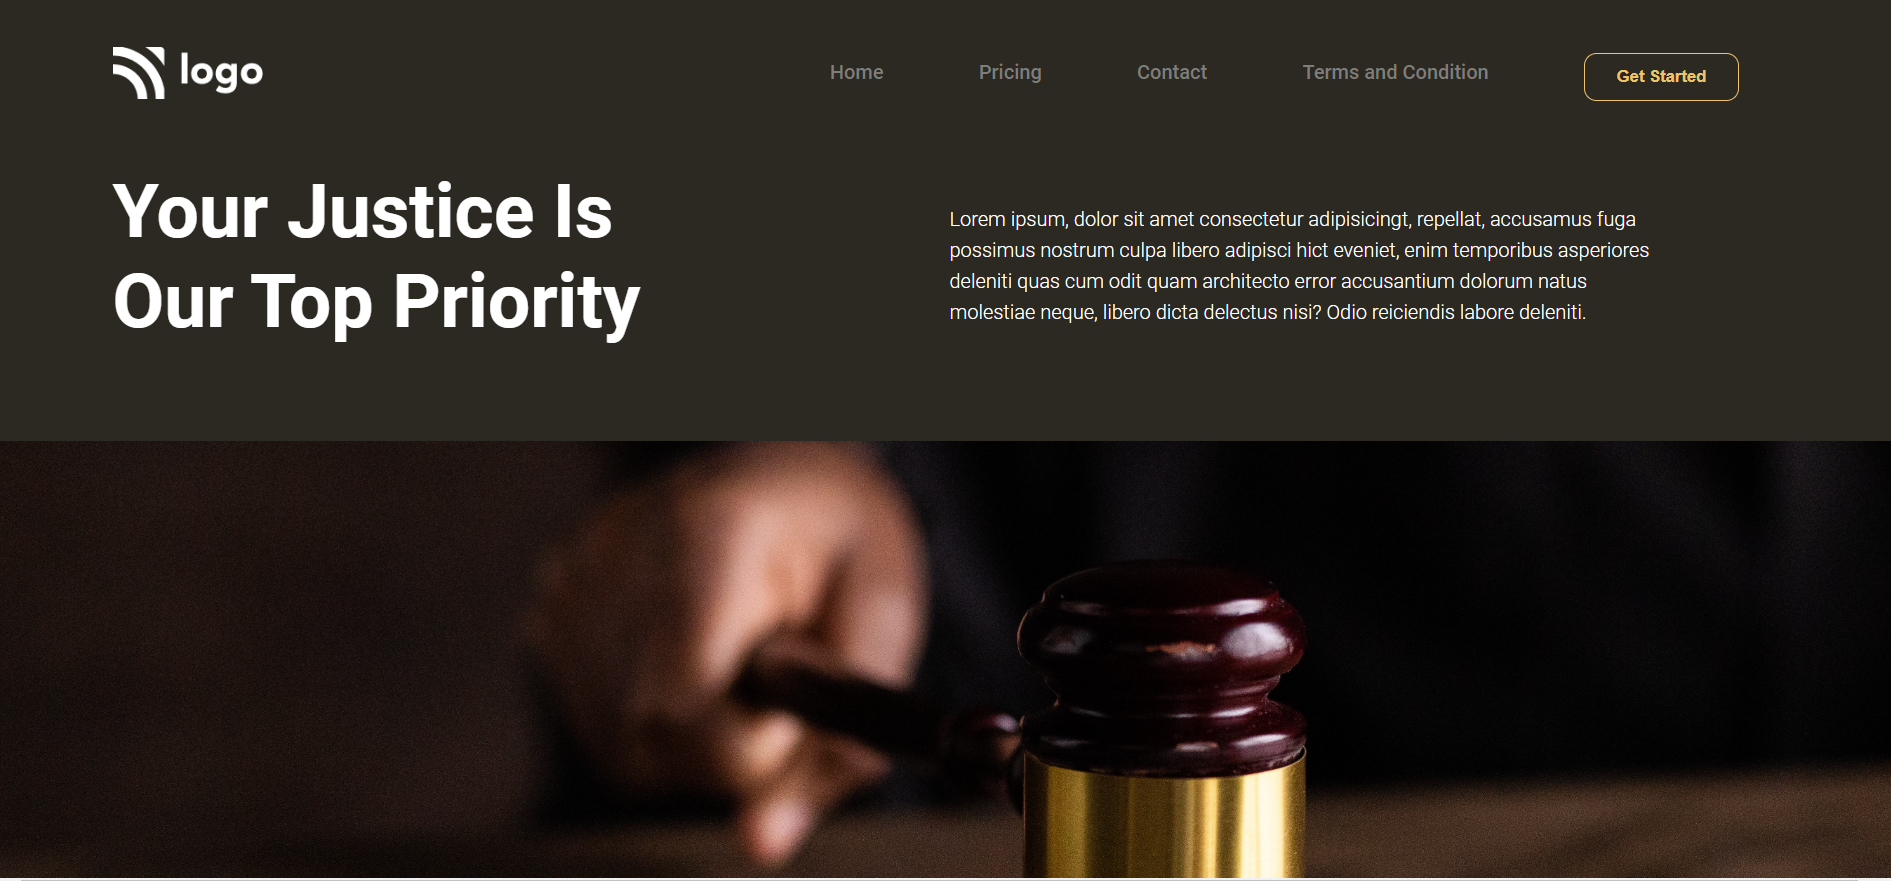 logo
Home
Pricing
Contact
Terms and Condition
Get Started
Your Justice Is
Our Top Priority
Lorem ipsum, dolor sit amet consectetur adipisicingt, repellat, accusamus fuga
possimus nostrum culpa libero adipisci hict eveniet, enim temporibus asperiores
deleniti quas cum odit quam architecto error accusantium dolorum natus
molestiae neque, libero dicta delectus nisi? Odio reiciendis labore deleniti.